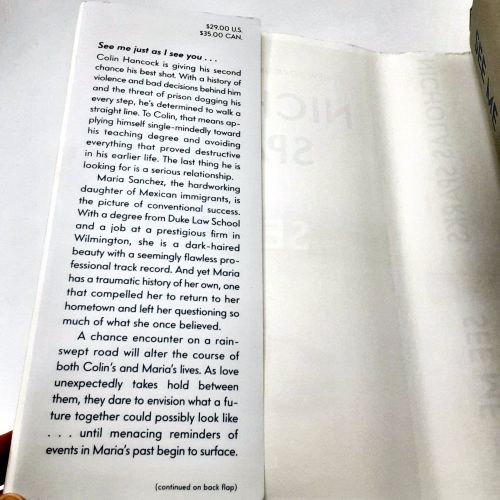 $29.00 U.S.
$35.00 CAN.
See me just as I see you . . .
Colin Hancock is giving his second
chance his best shot. With a history of
violence and bad decisions behind him
and the threat of prison dogging his
every step, he's determined to walk a
straight line. To Colin, that means ap-
plying himself single-mindedly toward
his teaching degree and avoiding
everything that proved destructive
in his earlier life. The last thing he is
looking for is a serious relationship.
Maria Sanchez, the hardworking
daughter of Mexican immigrants, is
the picture of conventional success.
With a degree from Duke Law School
and a job at a prestigious firm in
Wilmington, she is a dark-haired
beauty with a seemingly flawless pro-
fessional track record. And yet Maria
has a traumatic history of her own, one
that compelled her to return to her
hometown and left her questioning so
much of what she once believed.
A chance encounter on a rain-
swept road will alter the course of
both Colin's and Maria's lives. As love
unexpectedly takes hold between
them, they dare to envision what a fu-
ture together could possibly look like
. . . until menacing reminders of
events in Maria's past begin to surface.
(continued on back flap)
NICHOLAS SPARKS
SEE ME
SEE ME